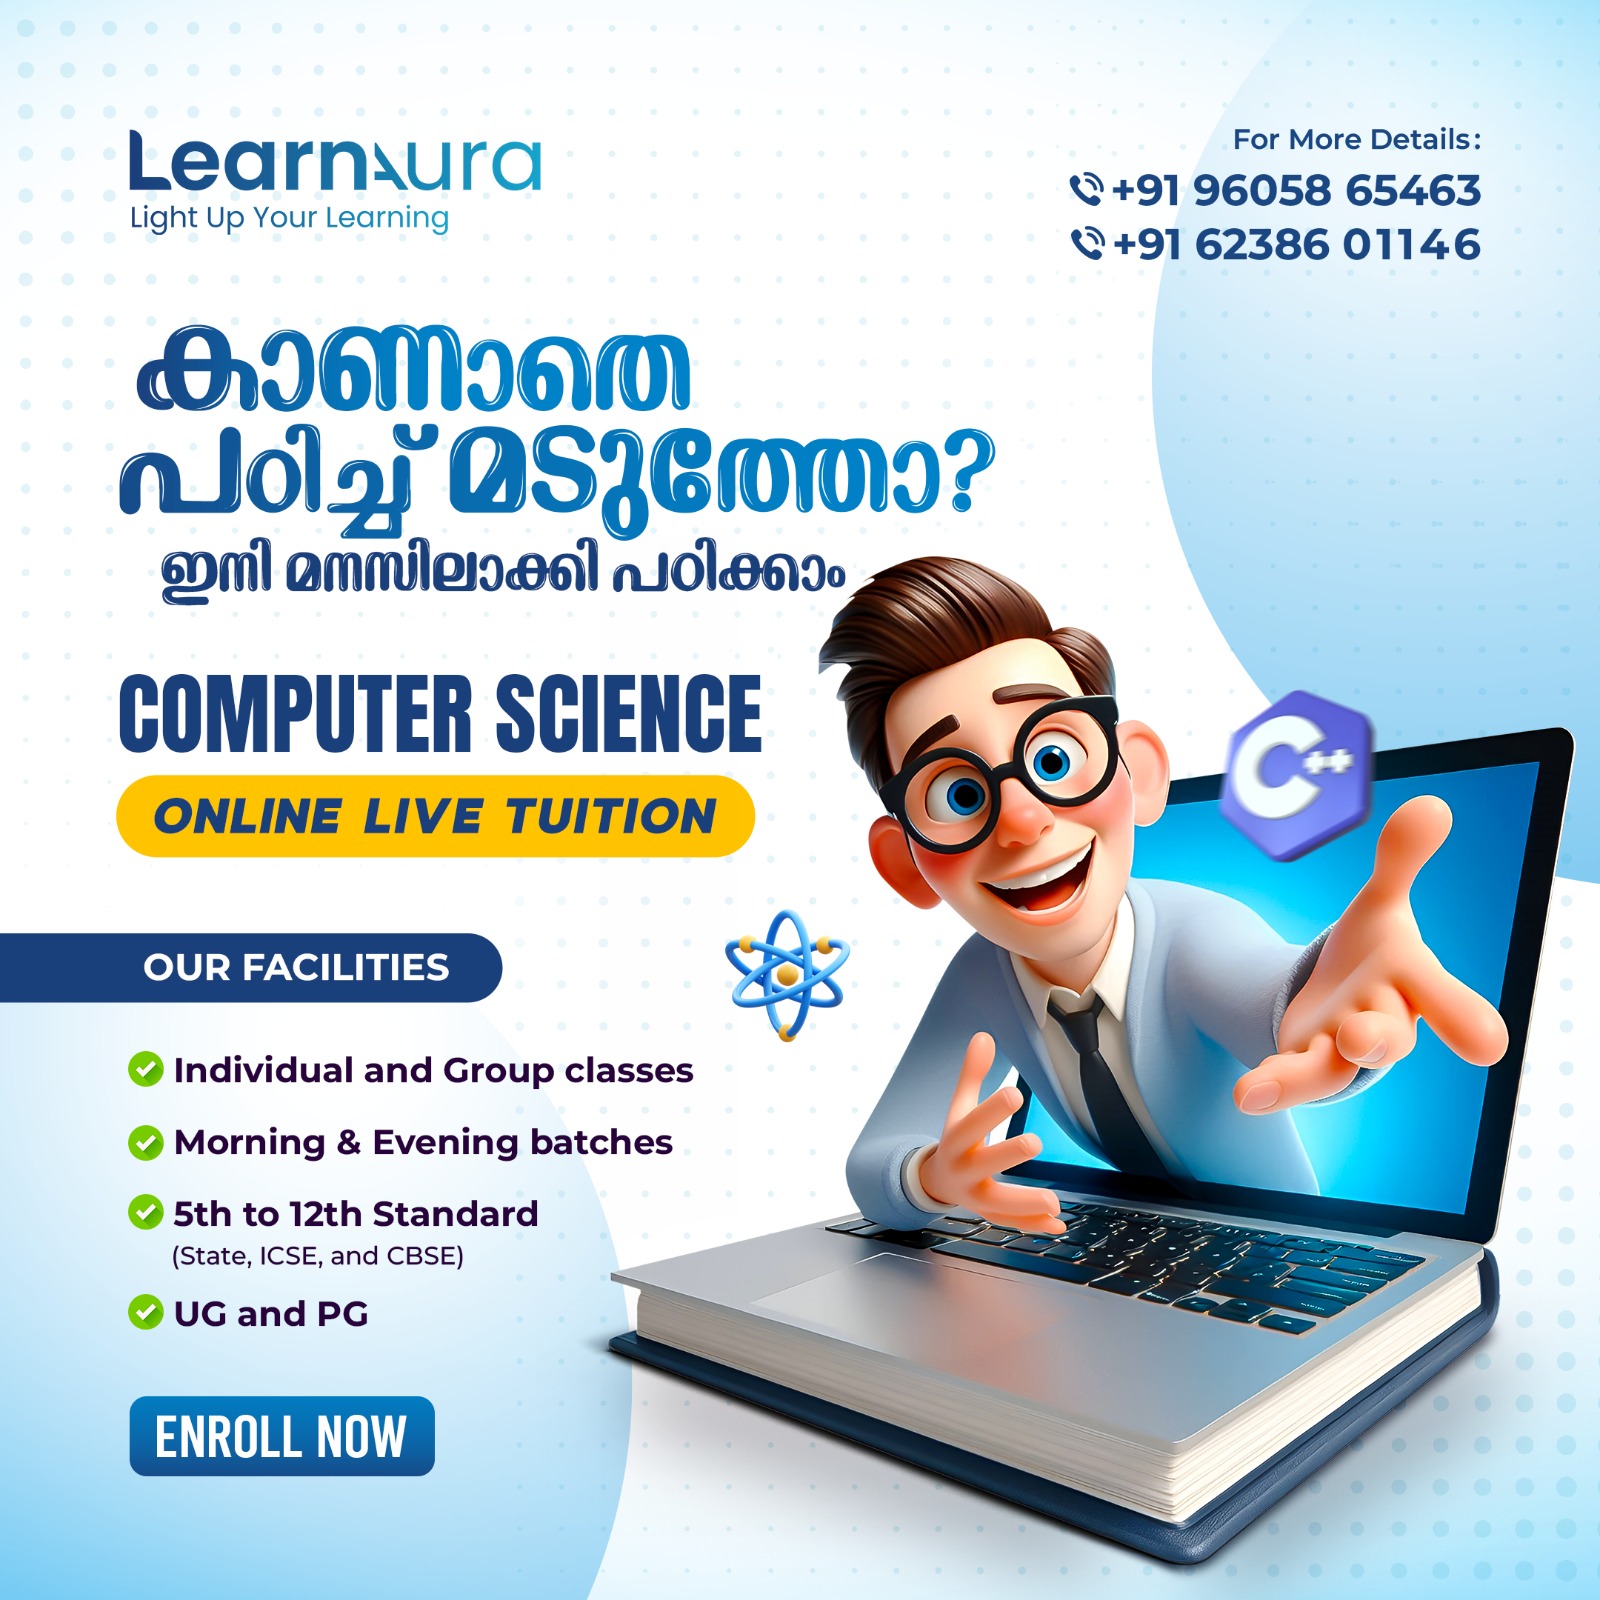 LearnAura
Light Up Your Learning
For More Details:
+91 96058 65463
+91 62386 01146
കാണാതെ
പഠിച്ച് മടുത്തോ?
ഇനി മനസിലാക്കി പഠിക്കാം
COMPUTER SCIENCE
ONLINE LIVE TUITION
C++
OUR FACILITIES
Individual and Group classes
Morning & Evening batches
5th to 12th Standard
(State, ICSE, and CBSE)
UG and PG
ENROLL NOW